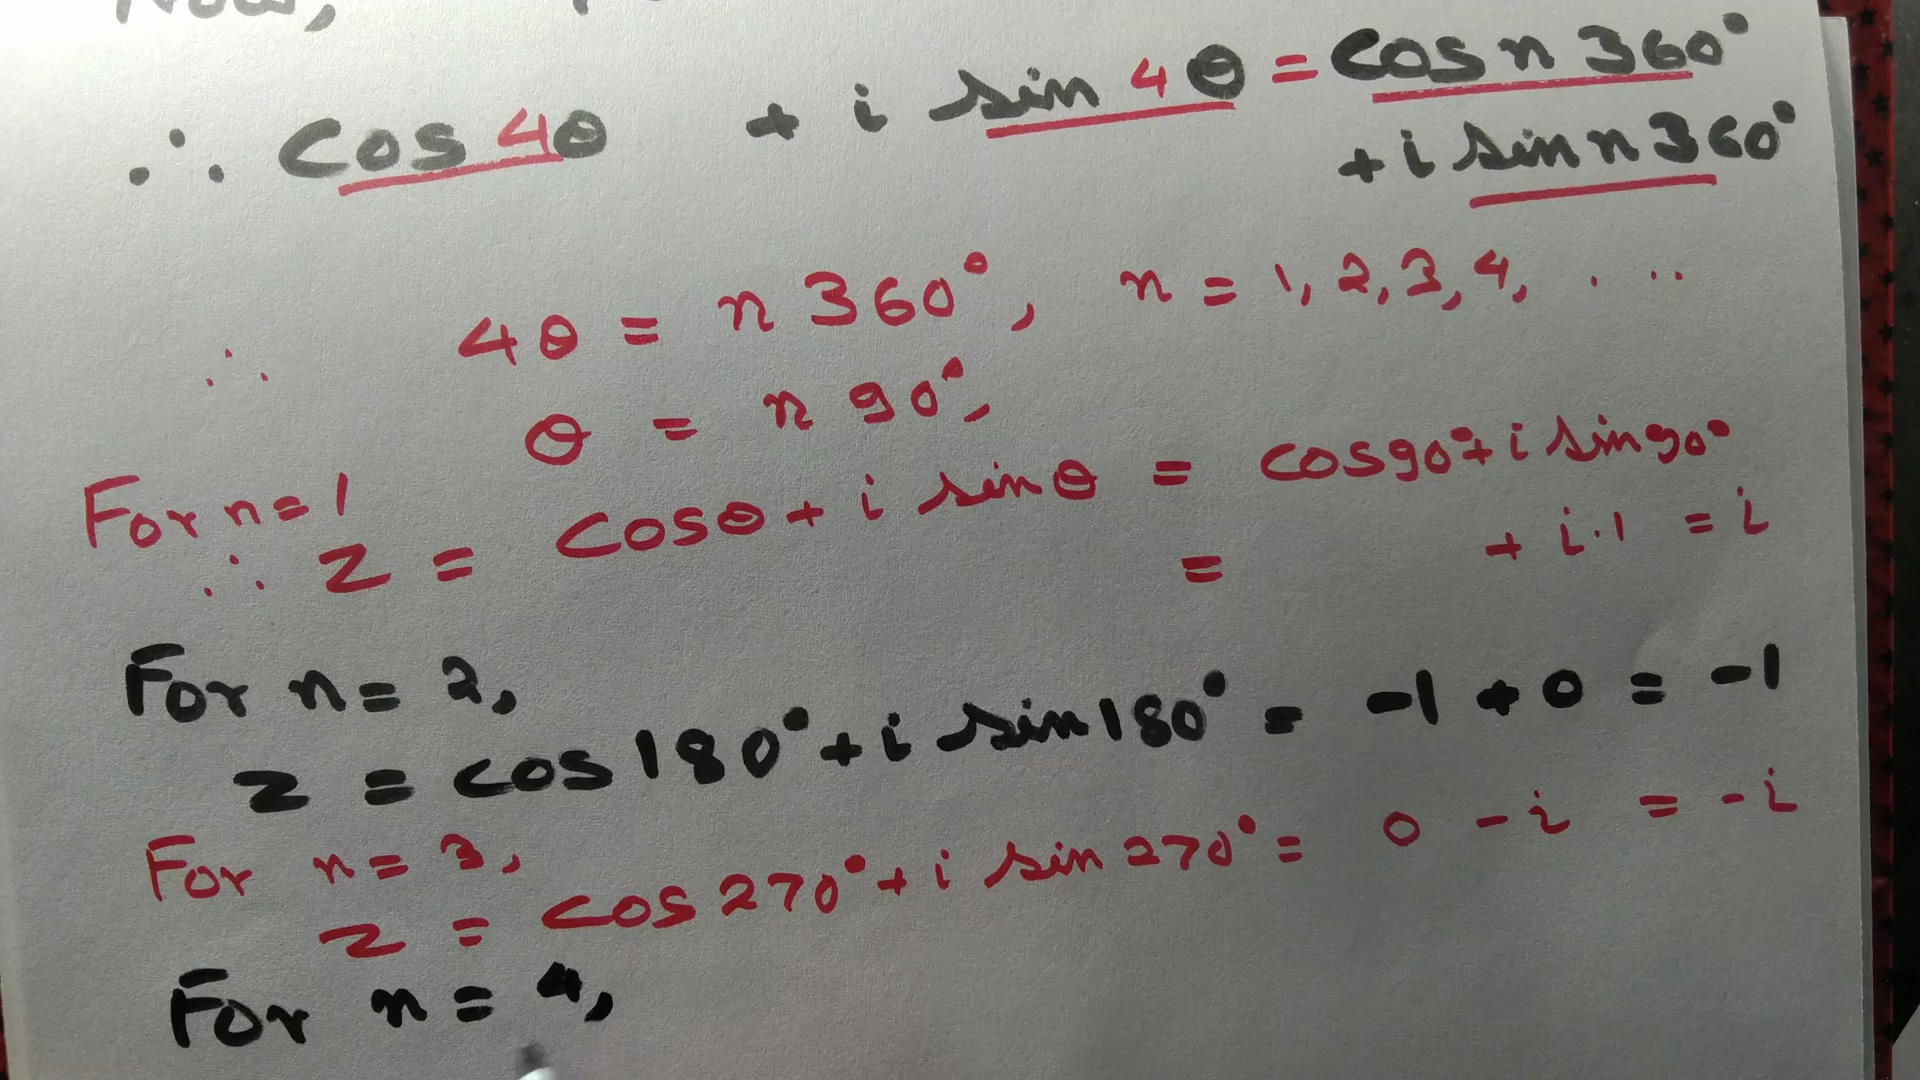 Now,
∴ Cos 4θ + i sin 4θ = Cos n 360°
+ i sin n 360°
∴ 4θ = n 360°, n = 1, 2, 3, 4, . ..
θ = n 90°,
For n = 1
∴ z = cosθ + i sinθ = cos90° + i sin90°
= + i.1 = i
For n = 2,
z = cos 180° + i sin 180° = -1 + 0 = -1
For n = 3,
z = cos 270° + i sin 270° = 0 - i = -i
For n = 4,